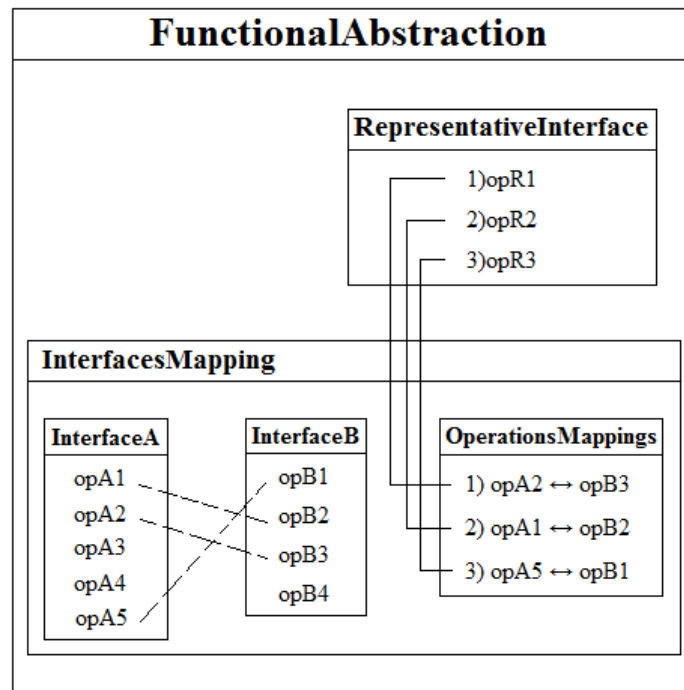 FunctionalAbstraction
RepresentativeInterface
1)opR1
2)opR2
3)opR3
InterfacesMapping
InterfaceA
opA1
opA2
opA3
opA4
opA5
InterfaceB
opB1
opB2
opB3
opB4
OperationsMappings
1) opA2 ↔ opB3
2) opA1 ↔ opB2
3) opA5 ↔ opB1